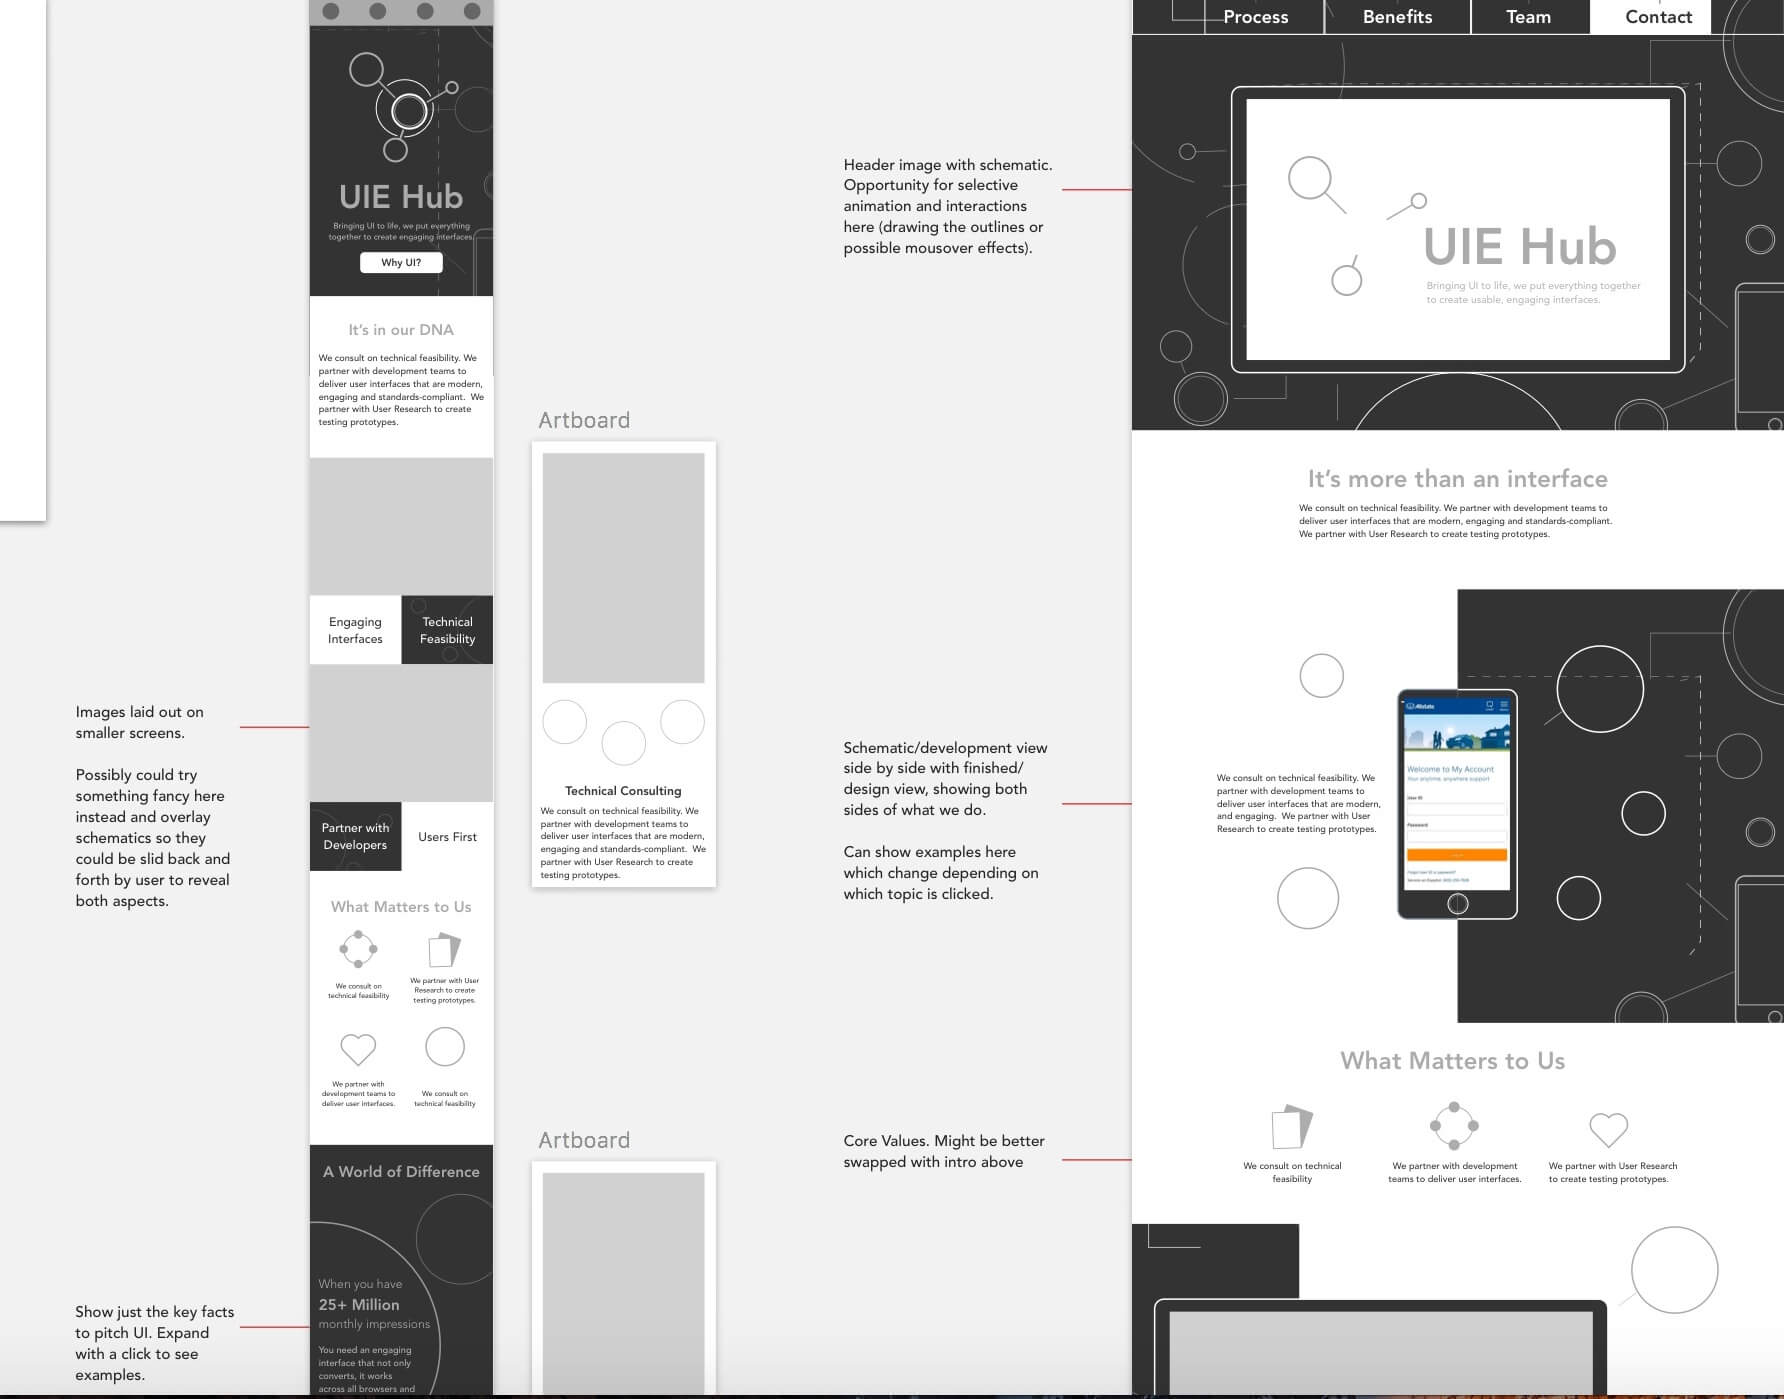 Images laid out on
smaller screens.
Possibly could try
something fancy here
instead and overlay
schematics so they
could be slid back and
forth by user to reveal
both aspects.
Show just the key facts
to pitch UI. Expand
with a click to see
examples.
UIE Hub
Bringing UI to life, we put everything
together to create engaging interfaces.
Why UI?
It's in our DNA
We consult on technical feasibility. We
partner with development teams to
deliver user interfaces that are modern,
engaging and standards-compliant. We
partner with User Research to create
testing prototypes.
Engaging
Interfaces
Technical
Feasibility
Partner with
Developers
Users First
What Matters to Us
We consult on
technical feasibility
We partner with User
Research to create
testing prototypes.
We partner with
development teams to
deliver user interfaces.
We consult on
technical feasibility
A World of Difference
When you have
25+ Million
monthly impressions
You need an engaging
interface that not only
converts, it works
across all browsers and
Artboard
Technical Consulting
We consult on technical feasibility. We
partner with development teams to
deliver user interfaces that are modern,
engaging and standards-compliant. We
partner with User Research to create
testing prototypes.
Artboard
Header image with schematic.
Opportunity for selective
animation and interactions
here (drawing the outlines or
possible mousover effects).
Schematic/development view
side by side with finished/
design view, showing both
sides of what we do.
Can show examples here
which change depending on
which topic is clicked.
Core Values. Might be better
swapped with intro above
Process
Benefits
Team
Contact
UIE Hub
Bringing UI to life, we put everything together
to create usable, engaging interfaces.
It's more than an interface
We consult on technical feasibility. We partner with development teams to
deliver user interfaces that are modern, engaging and standards-compliant.
We partner with User Research to create testing prototypes.
We consult on technical feasibility. We
partner with development teams to
deliver user interfaces that are modern,
and engaging. We partner with User
Research to create testing prototypes.
Allstate
Welcome to My Account
Your anytime, anywhere support
User ID
Password
What Matters to Us
We consult on technical
feasibility
We partner with development
teams to deliver user interfaces.
We partner with User Research
to create testing prototypes.